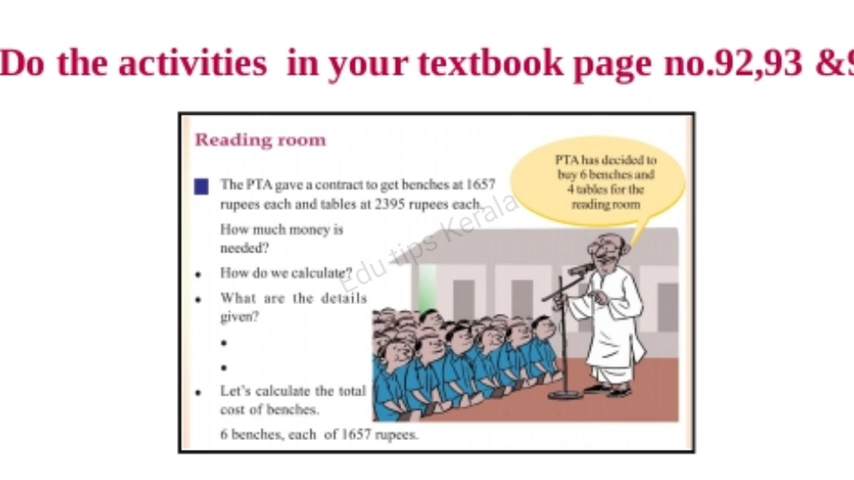 Do the activities in your textbook page no.92,93 &9
Reading room
PTA has decided to
buy 6 benches and
4 tables for the
reading room
The PTA gave a contract to get benches at 1657
rupees each and tables at 2395 rupees each.
How much money is
needed?
• How do we calculate?
• What are the details
given?
•
•
• Let's calculate the total
cost of benches.
6 benches, each of 1657 rupees.
Edu-tips Kerala